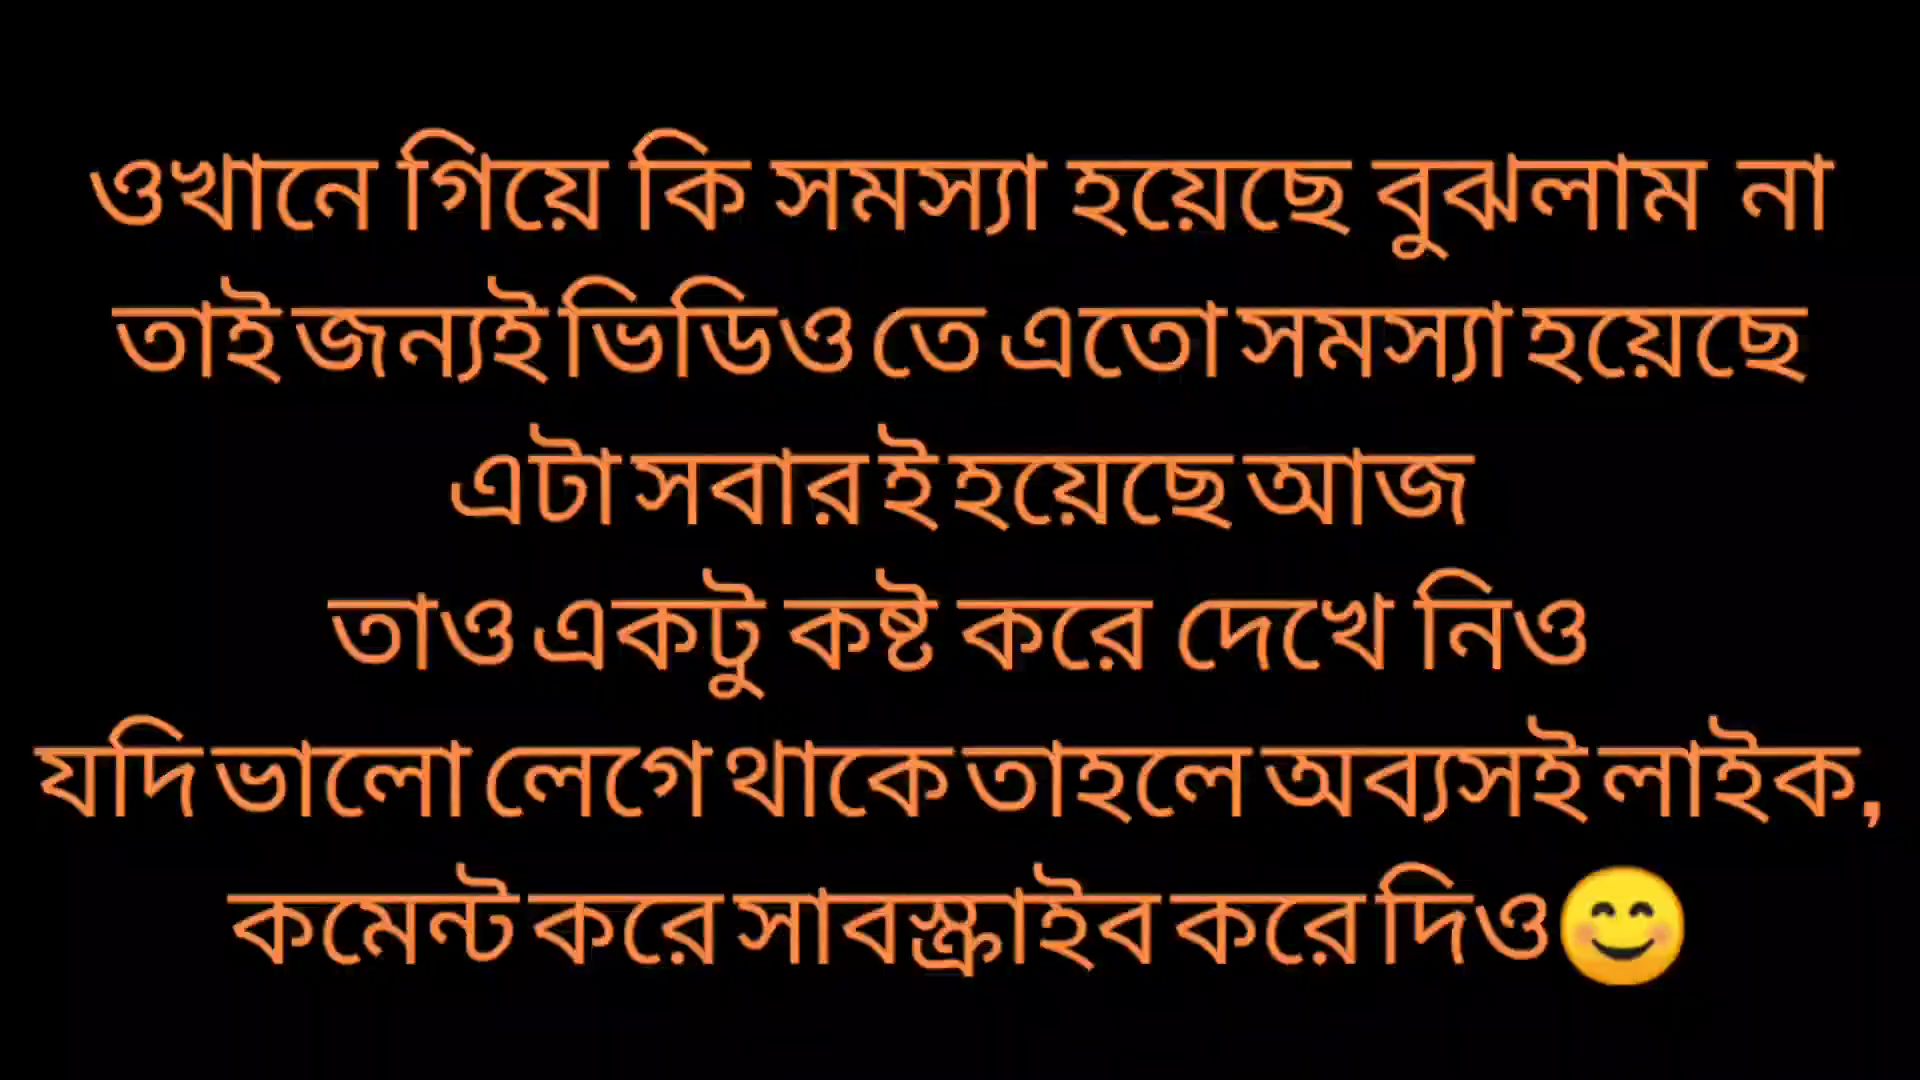 ওখানে গিয়ে কি সমস্যা হয়েছে বুঝলাম না
তাই জন্যই ভিডিও তে এতো সমস্যা হয়েছে
এটা সবার ই হয়েছে আজ
তাও একটু কষ্ট করে দেখে নিও
যদি ভালো লেগে থাকে তাহলে অব্যসই লাইক,
কমেন্ট করে সাবস্ক্রাইব করে দিও😊